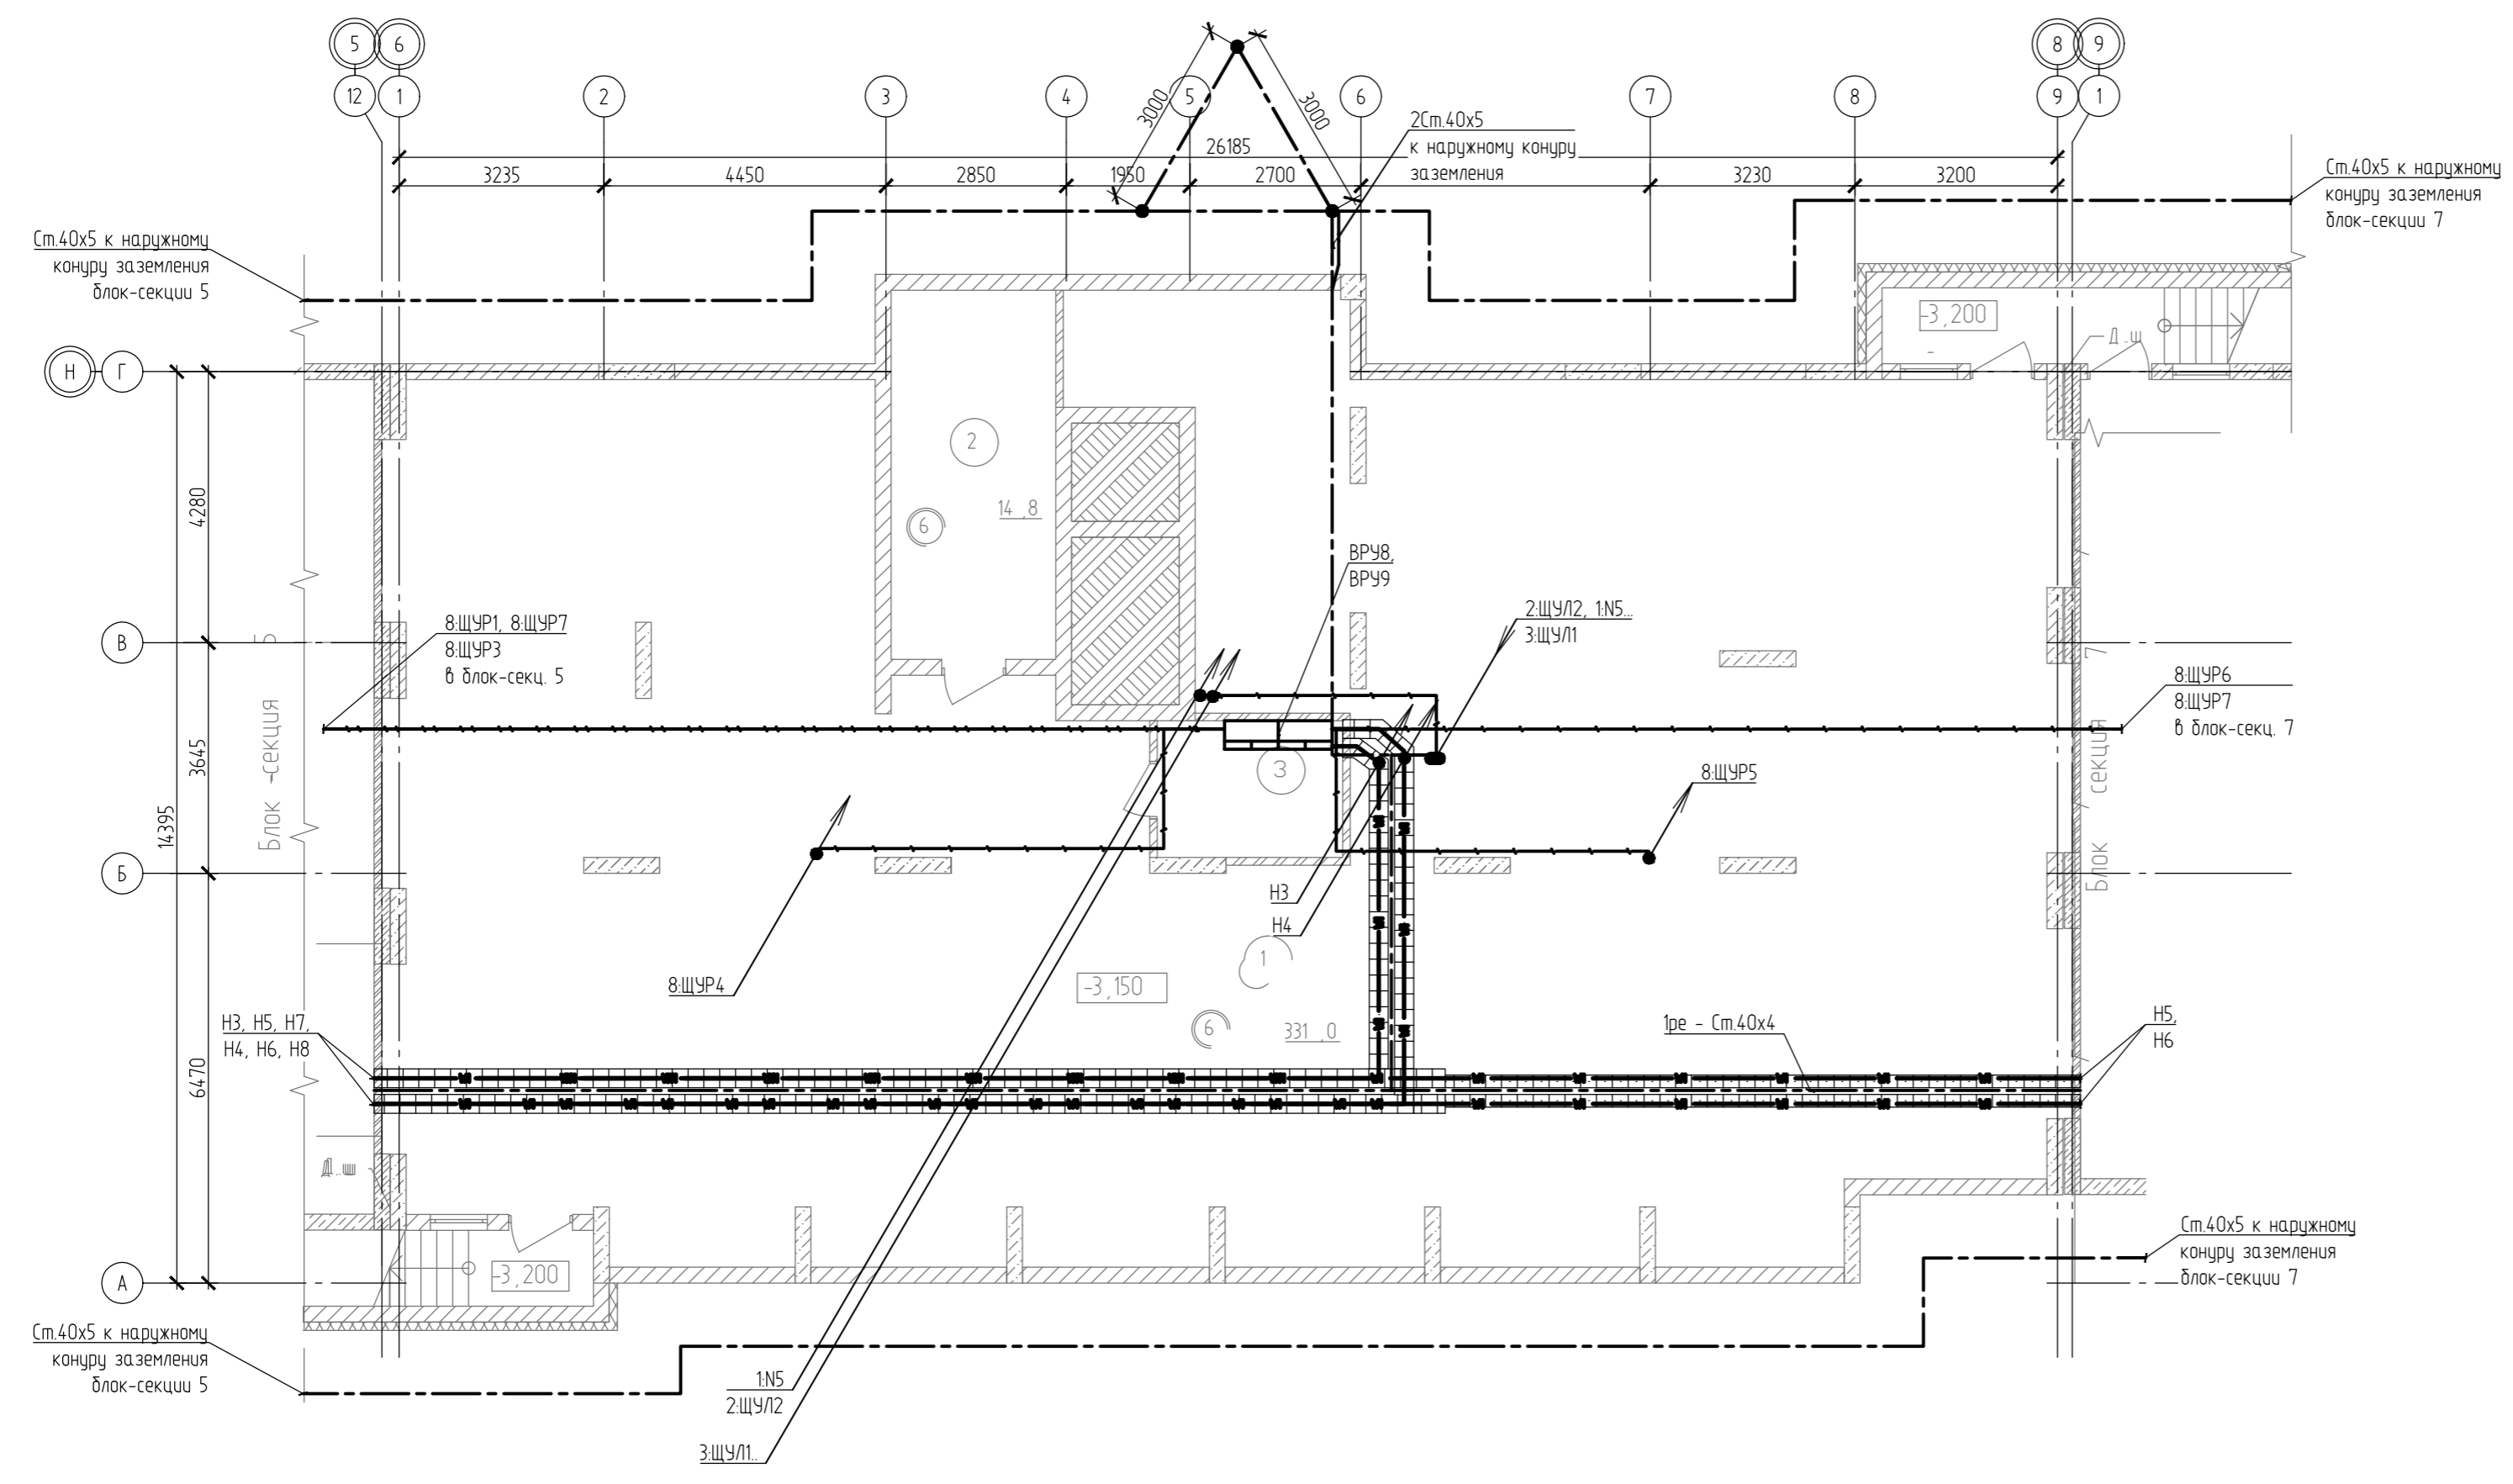 5
6
8
9
12
1
2
3
4
5
6
7
8
9
1
3000
3000
2Ст.40х5
к наружному конуру
заземления
26185
3235
4450
2850
1950
2700
3230
3200
Ст.40х5 к наружному
конуру заземления
блок-секции 7
Ст.40х5 к наружному
конуру заземления
блок-секции 5
-3,200
Д..ш
Н
Г
2
14 ,8
6
4280
ВРУ8,
ВРУ9
2:ЩУЛ2, 1:N5...
3:ЩУЛ1
8:ЩУР1, 8:ЩУР7
8:ЩУР3
в блок-секц. 5
В
8:ЩУР6
8:ЩУР7
в блок-секц. 7
Блок -секция 5
Блок секция 7
3645
14395
3
8:ЩУР5
Б
Н3
Н4
1
8:ЩУР4
-3,150
6
331 ,0
Н3, Н5, Н7,
Н4, Н6, Н8
1ре - Ст.40х4
Н5,
Н6
6470
Д..ш
-3,200
А
Ст.40х5 к наружному
конуру заземления
блок-секции 7
Ст.40х5 к наружному
конуру заземления
блок-секции 5
1:N5
2:ЩУЛ2
3:ЩУЛ1..